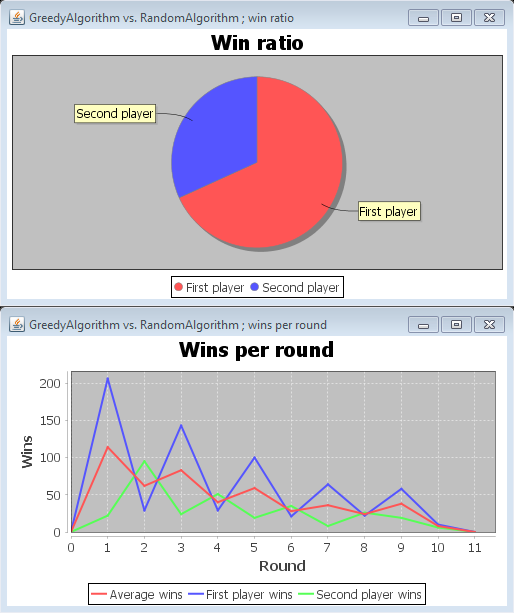 GreedyAlgorithm vs. RandomAlgorithm ; win ratio
Win ratio
Second player
First player
First player Second player
GreedyAlgorithm vs. RandomAlgorithm ; wins per round
Wins per round
200
150
100
50
0
Wins
0 1 2 3 4 5 6 7 8 9 10 11
Round
Average wins First player wins Second player wins